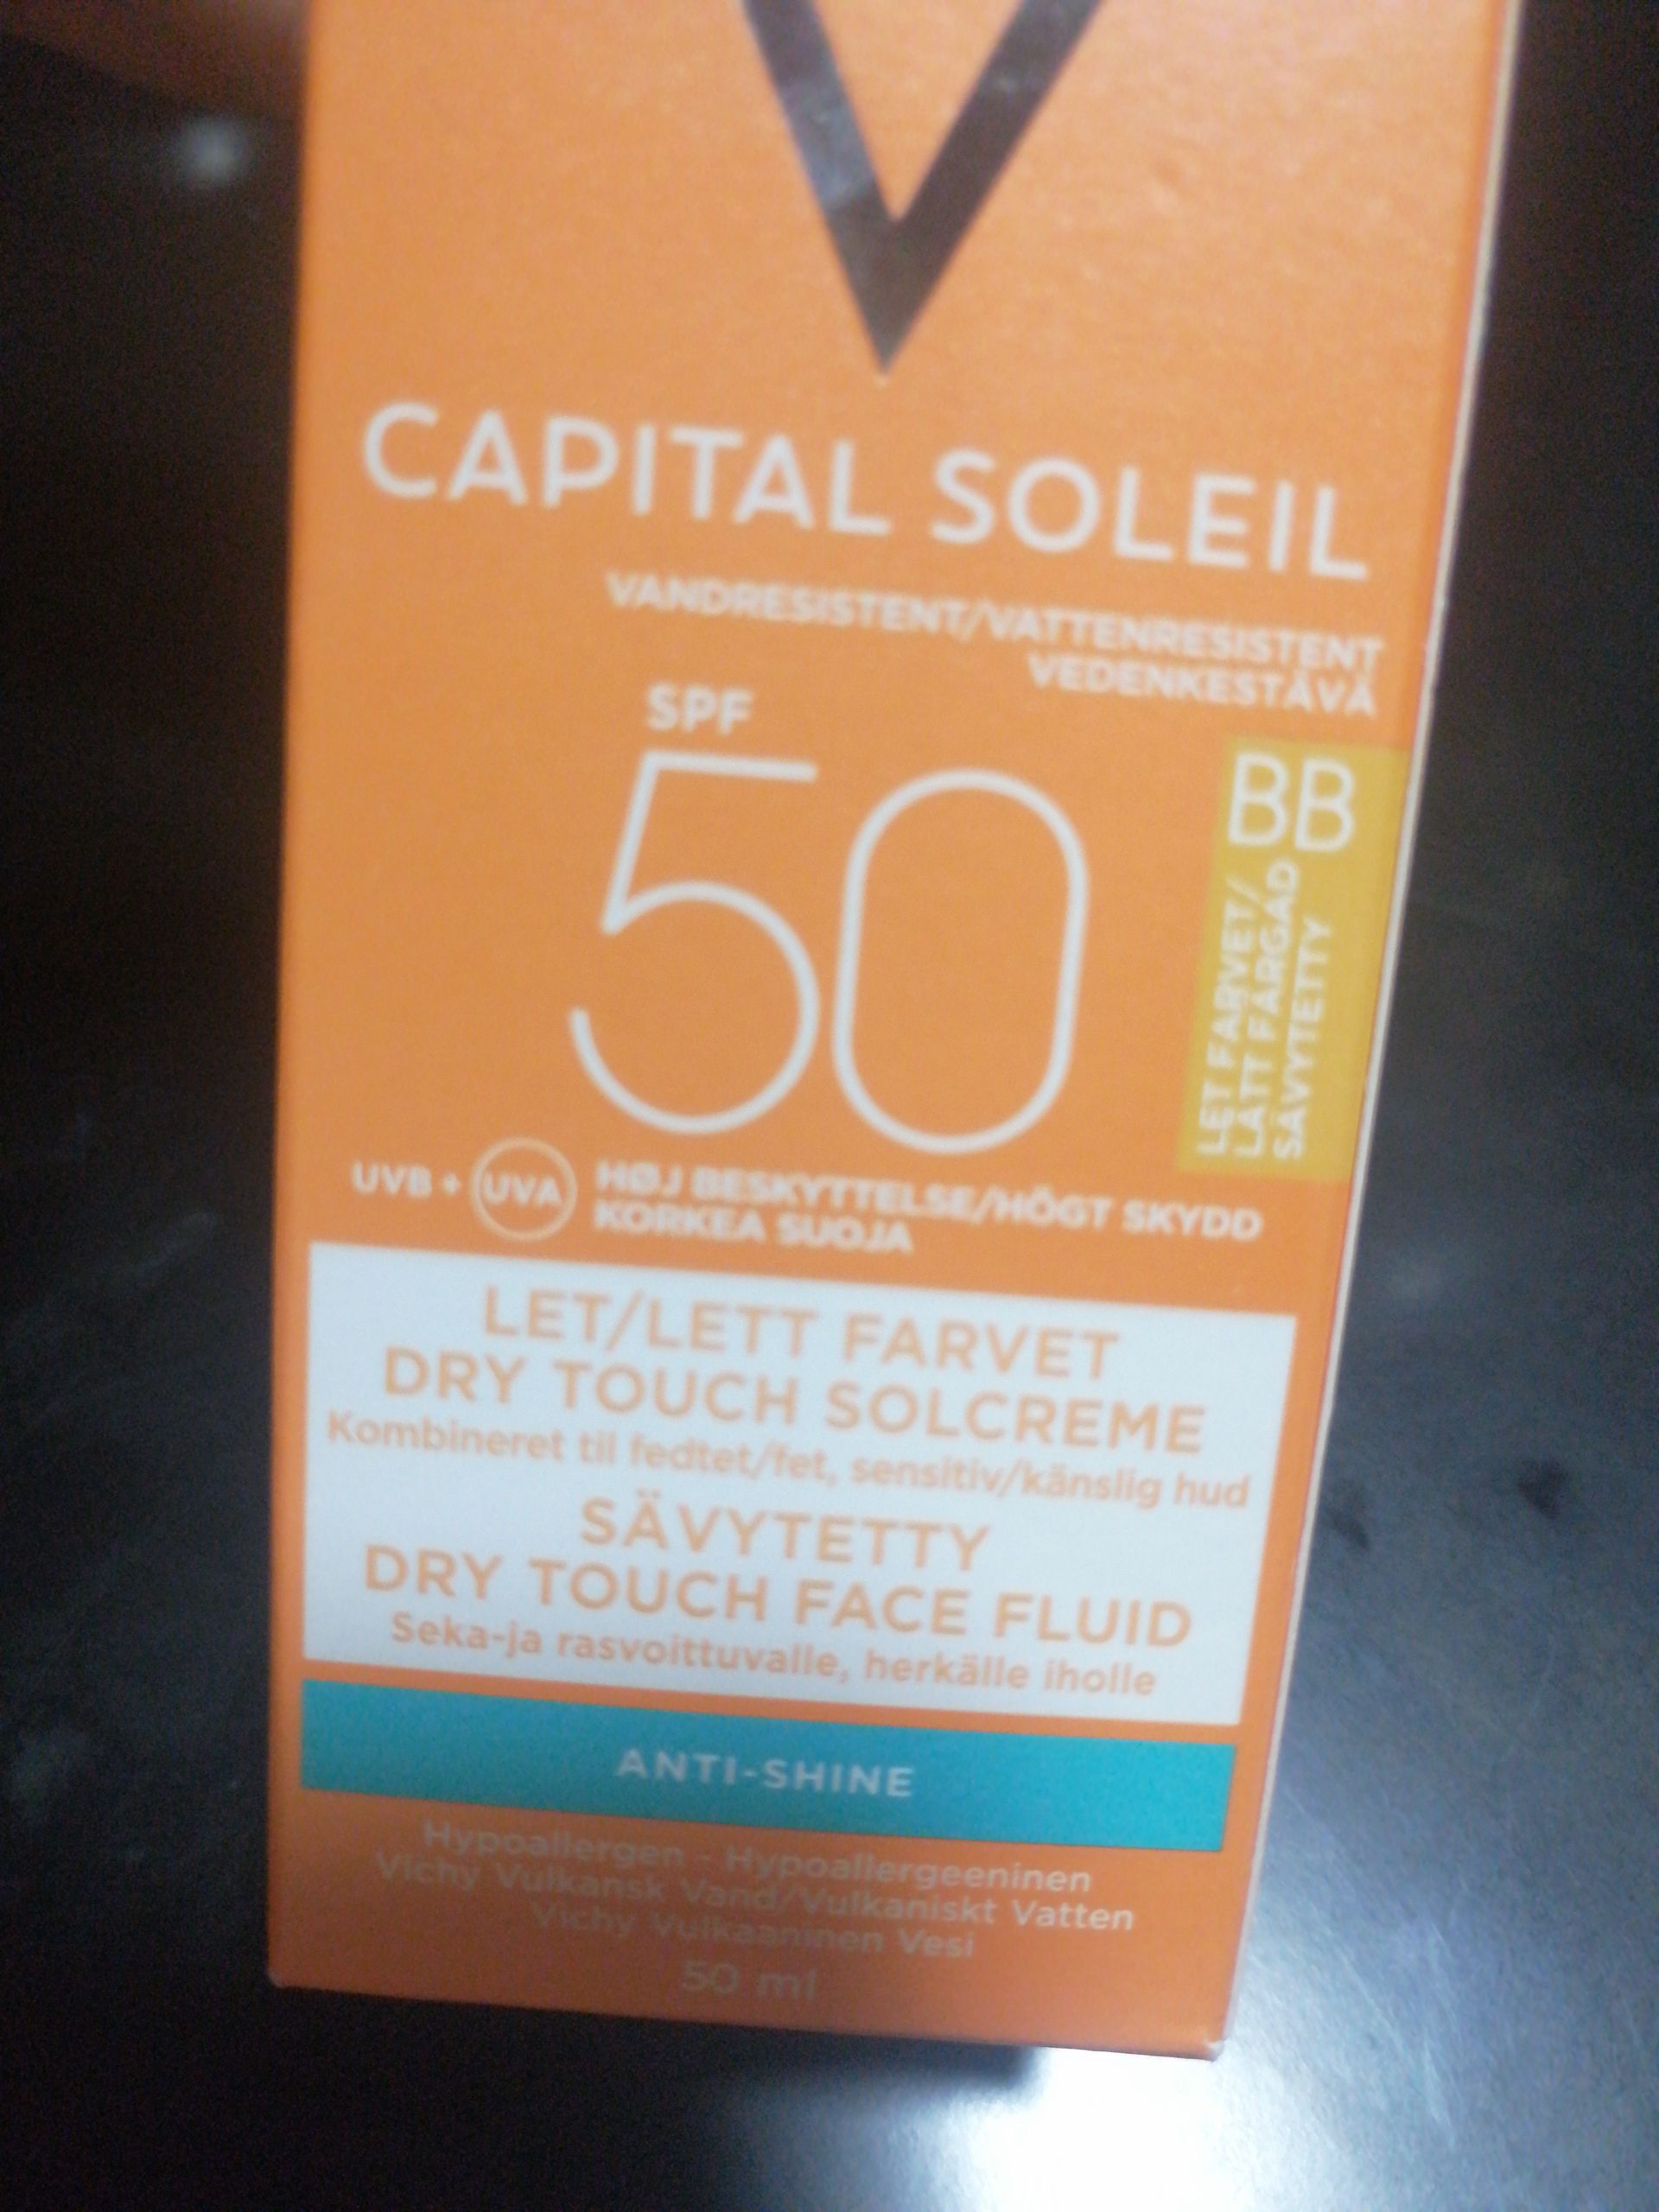 V
CAPITAL SOLEIL
VANDRESISTENT/VATTENRESISTENT
VEDENKESTÄVÄ
SPF
50
BB
LET FARVET/
LÄTT FÄRGAD
SÄVYTETTY
UVB + UVA
HØJ BESKYTTELSE/HÖGT SKYDD
KORKEA SUOJA
LET/LETT FARVET
DRY TOUCH SOLCREME
Kombineret til fedtet/fet, sensitiv/känslig hud
SÄVYTETTY
DRY TOUCH FACE FLUID
Seka-ja rasvoittuvalle, herkälle iholle
ANTI-SHINE
Hypoallergen - Hypoallergeeninen
Vichy Vulkansk Vand/Vulkaniskt Vatten
Vichy Vulkaaninen Vesi
50 ml